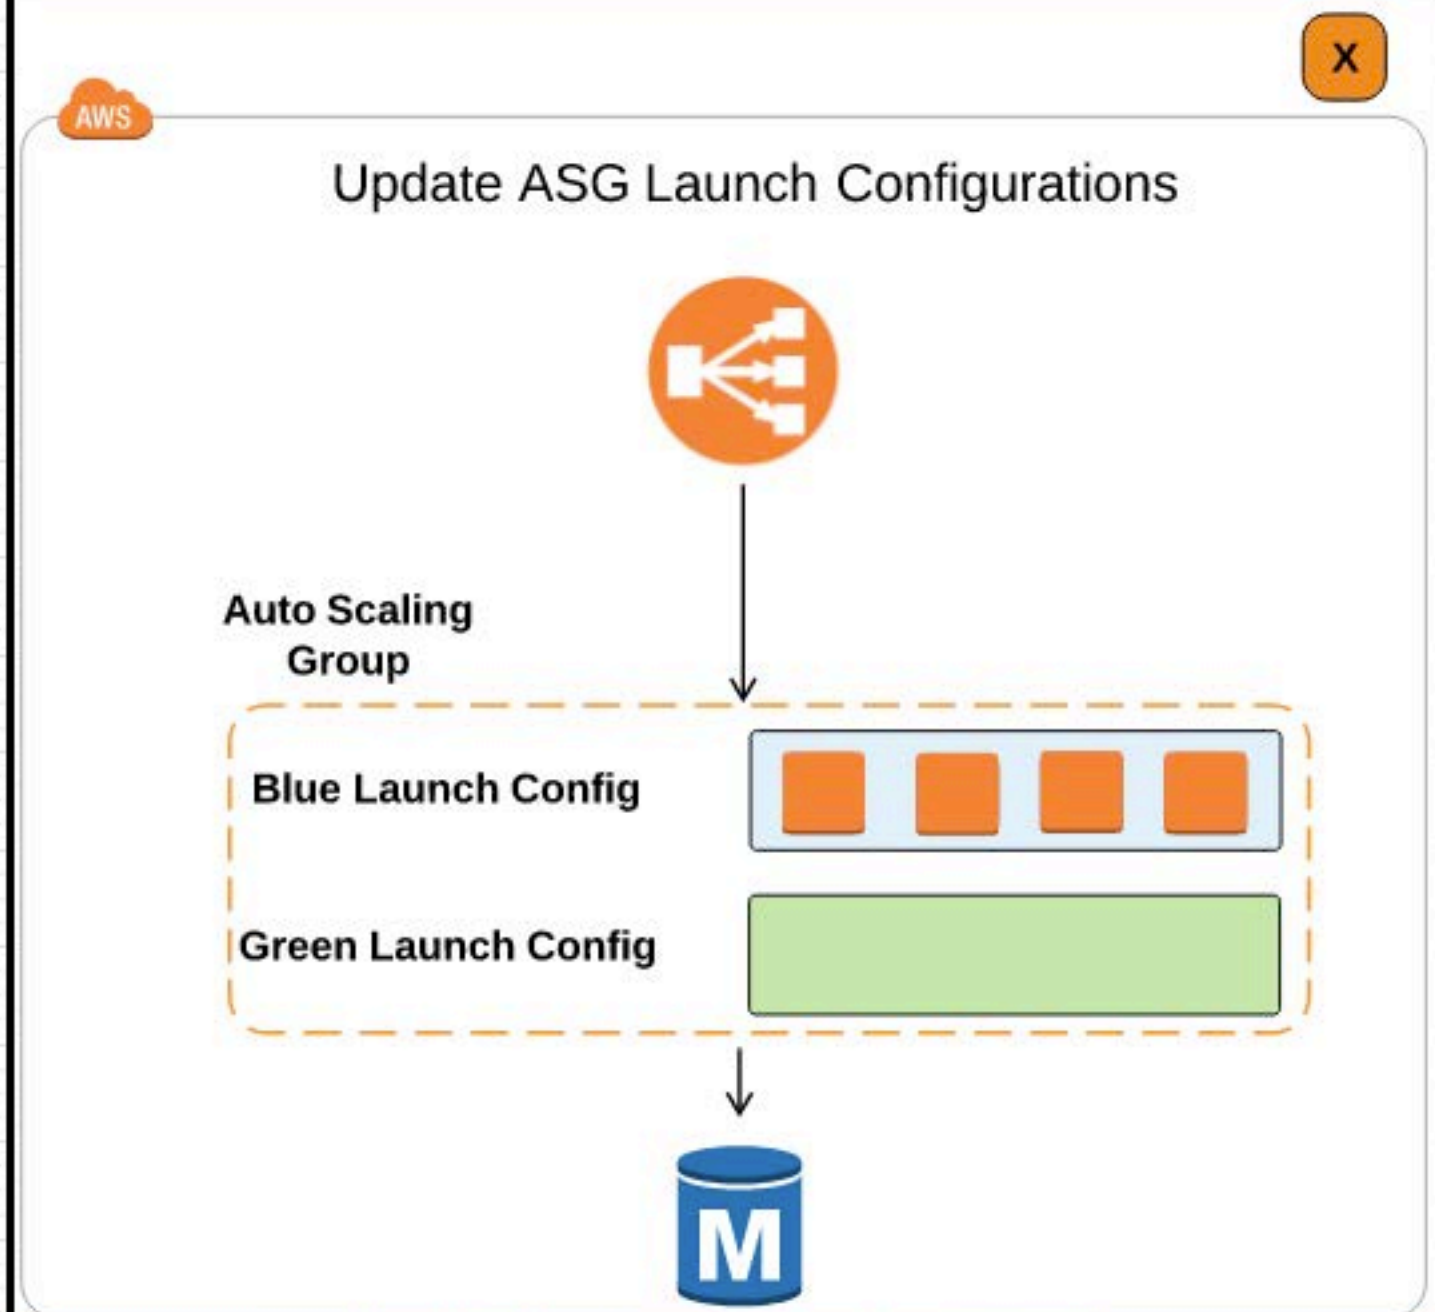 X
AWS
Update ASG Launch Configurations
Auto Scaling
Group
Blue Launch Config
Green Launch Config
M